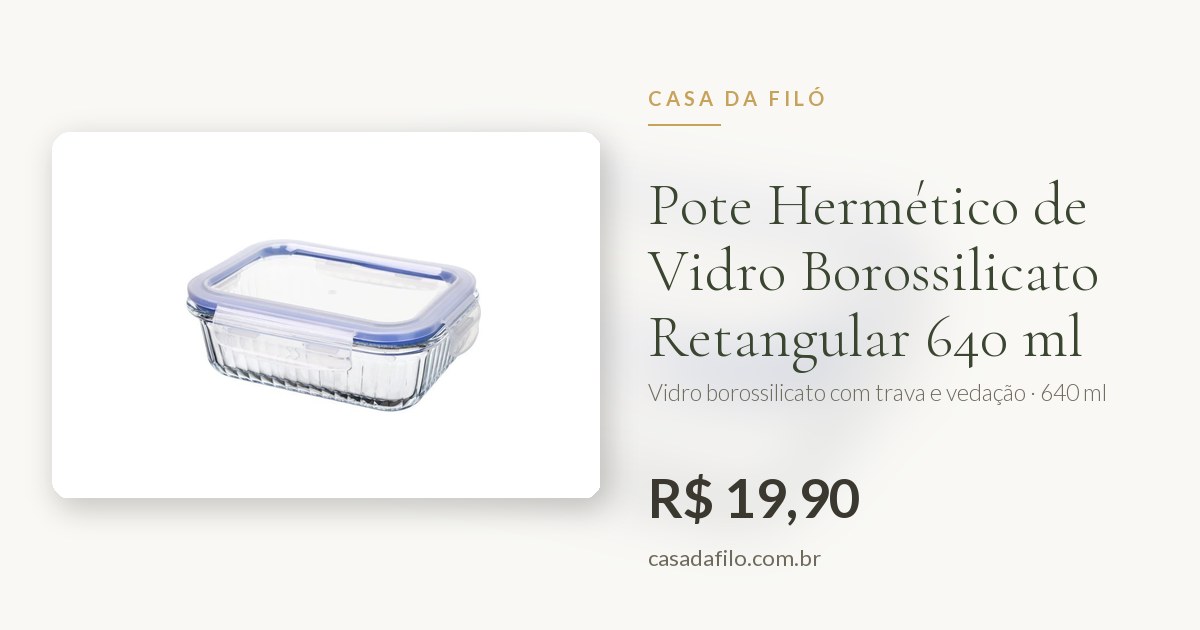 CASA DA FILÓ
Pote Hermético de
Vidro Borossilicato
Retangular 640 ml
Vidro borossilicato com trava e vedação · 640 ml
R$ 19,90
casadafilo.com.br